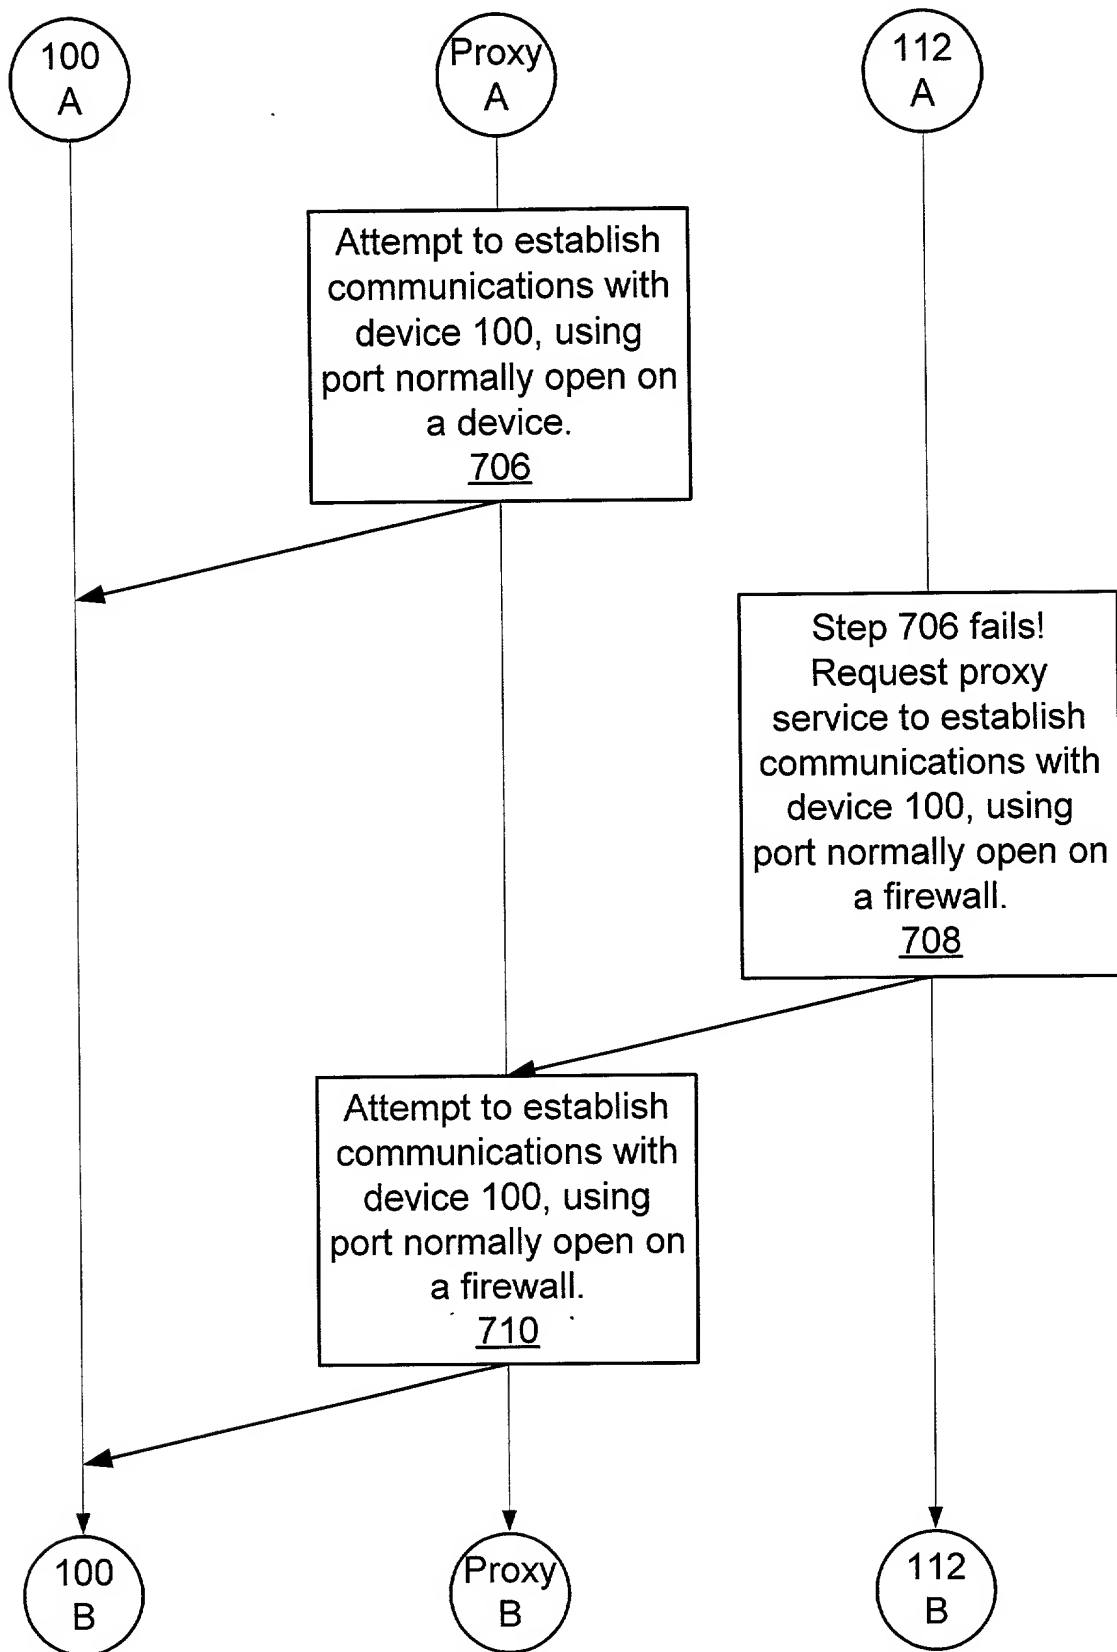 100
A
Proxy
A
112
A
Attempt to establish
communications with
device 100, using
port normally open on
a device.
706
Step 706 fails!
Request proxy
service to establish
communications with
device 100, using
port normally open on
a firewall.
708
Attempt to establish
communications with
device 100, using
port normally open on
a firewall.
710
100
B
Proxy
B
112
B